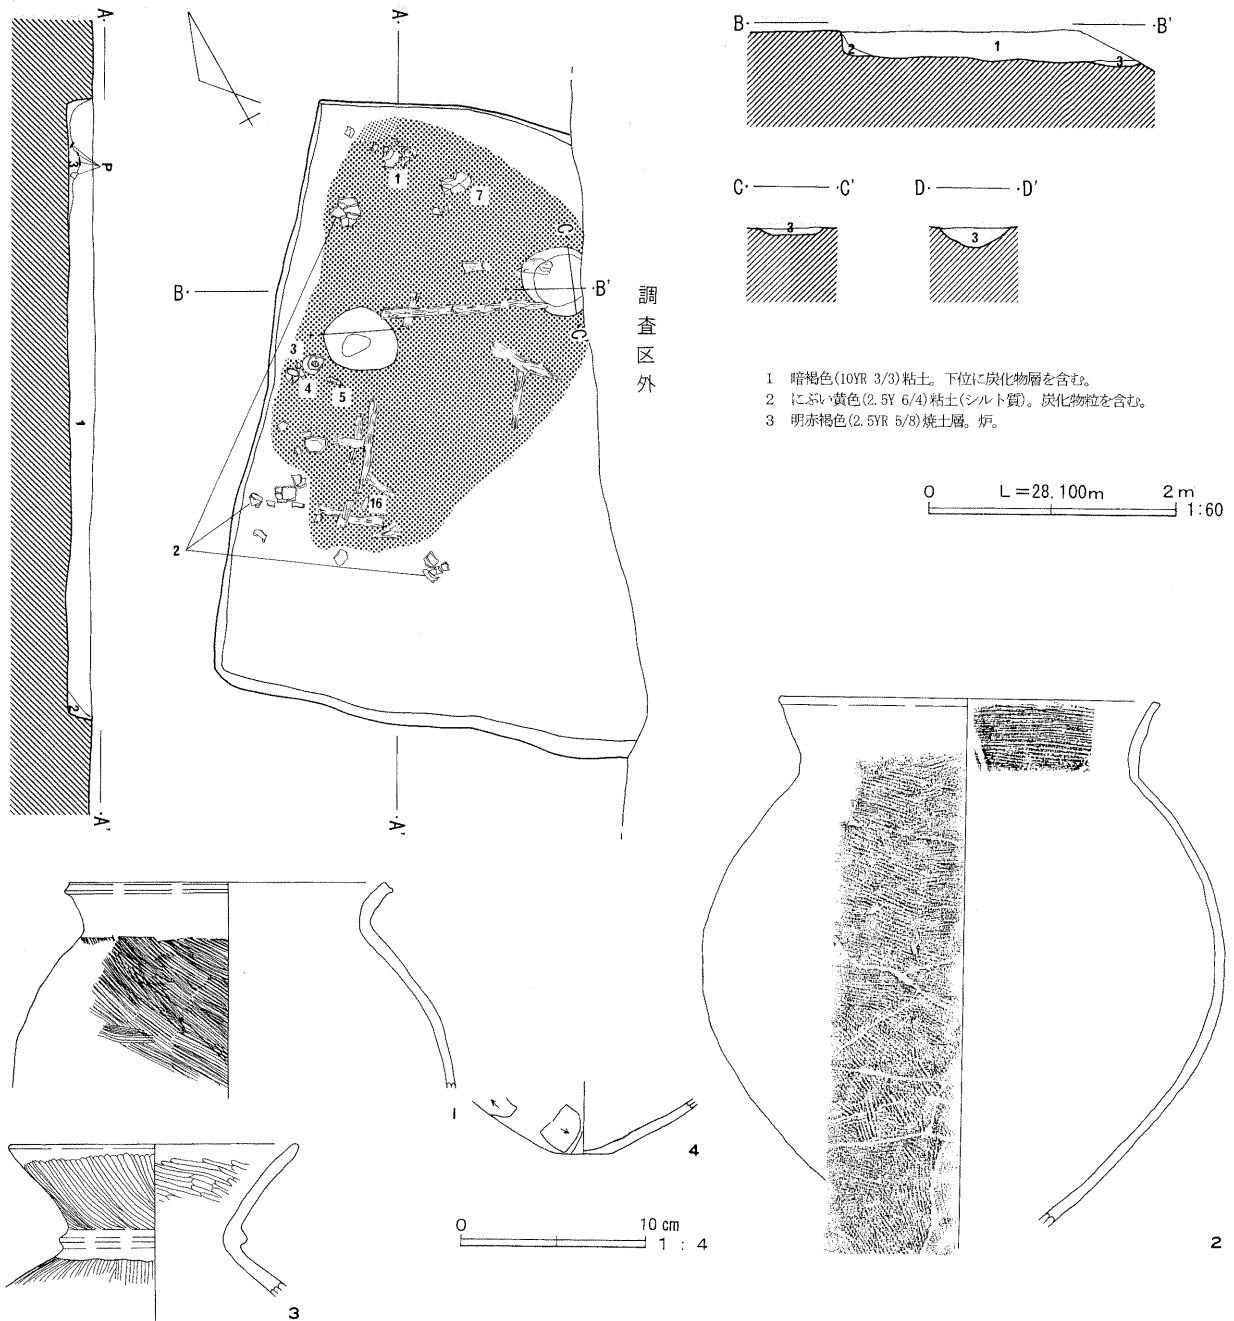 A・
A・
B・
・B'
1
2
3
P
3
1
7
C・
・C'
D・
・D'
3
3
C
B・
・B'
C'
調査区外
3
4
5
1
16
2
2
・A'
・A'
1 暗褐色(10YR 3/3)粘土。下位に炭化物層を含む。
2 にぶい黄色(2.5Y 6/4)粘土(シルト質)。炭化物粒を含む。
3 明赤褐色(2.5YR 5/8)焼土層。炉。
0 L=28.100m 2m
1:60
1
4
0 10cm
1:4
2
3